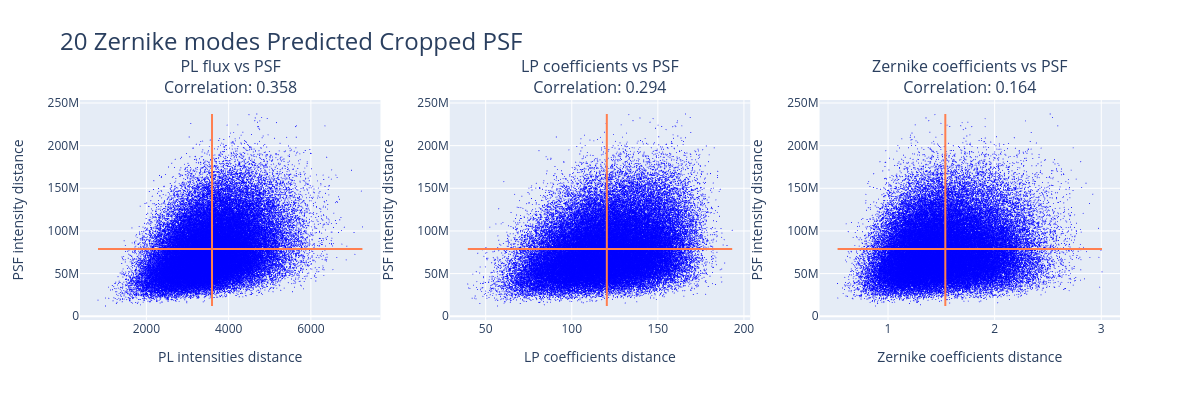 20 Zernike modes Predicted Cropped PSF
PL flux vs PSF
Correlation: 0.358
250M
200M
150M
100M
50M
0
PSF intensity distance
2000
4000
6000
PL intensities distance
LP coefficients vs PSF
Correlation: 0.294
250M
200M
150M
100M
50M
0
PSF intensity distance
50
100
150
200
LP coefficients distance
Zernike coefficients vs PSF
Correlation: 0.164
250M
200M
150M
100M
50M
0
PSF intensity distance
1
2
3
Zernike coefficients distance